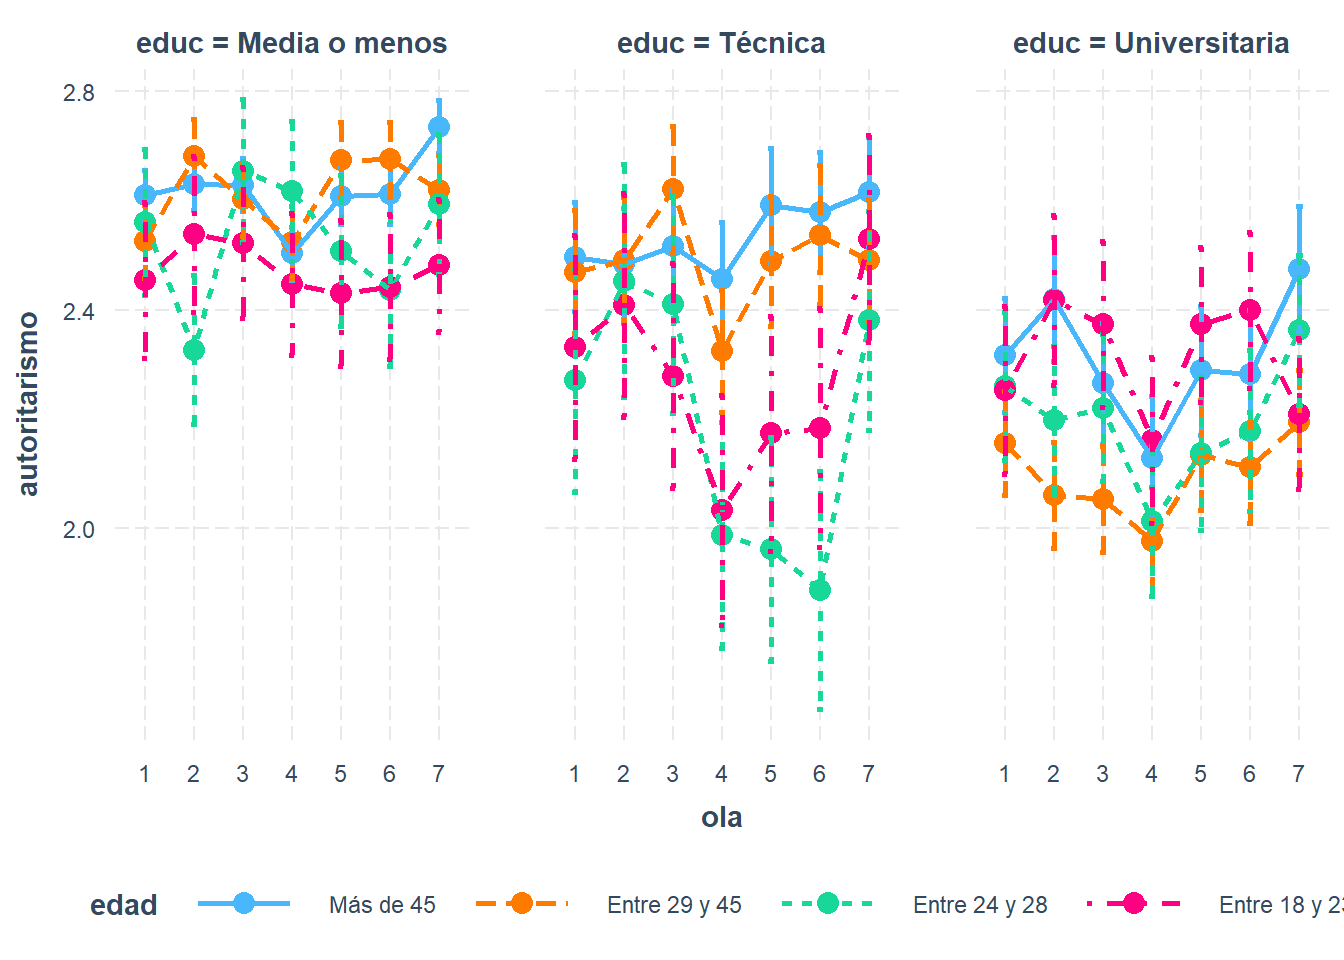 educ = Media o menos educ = Técnica educ = Universitaria
2.8
2.4
2.0
autoritarismo
1 2 3 4 5 6 7 1 2 3 4 5 6 7 1 2 3 4 5 6 7
ola
edad Más de 45 Entre 29 y 45 Entre 24 y 28 Entre 18 y